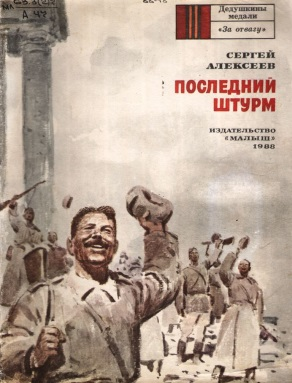 Дедушкины
медали
«За отвагу»
СЕРГЕЙ
АЛЕКСЕЕВ
ПОСЛЕДНИЙ
ШТУРМ
ИЗДАТЕЛЬСТВО
«МАЛЫШ»
1988